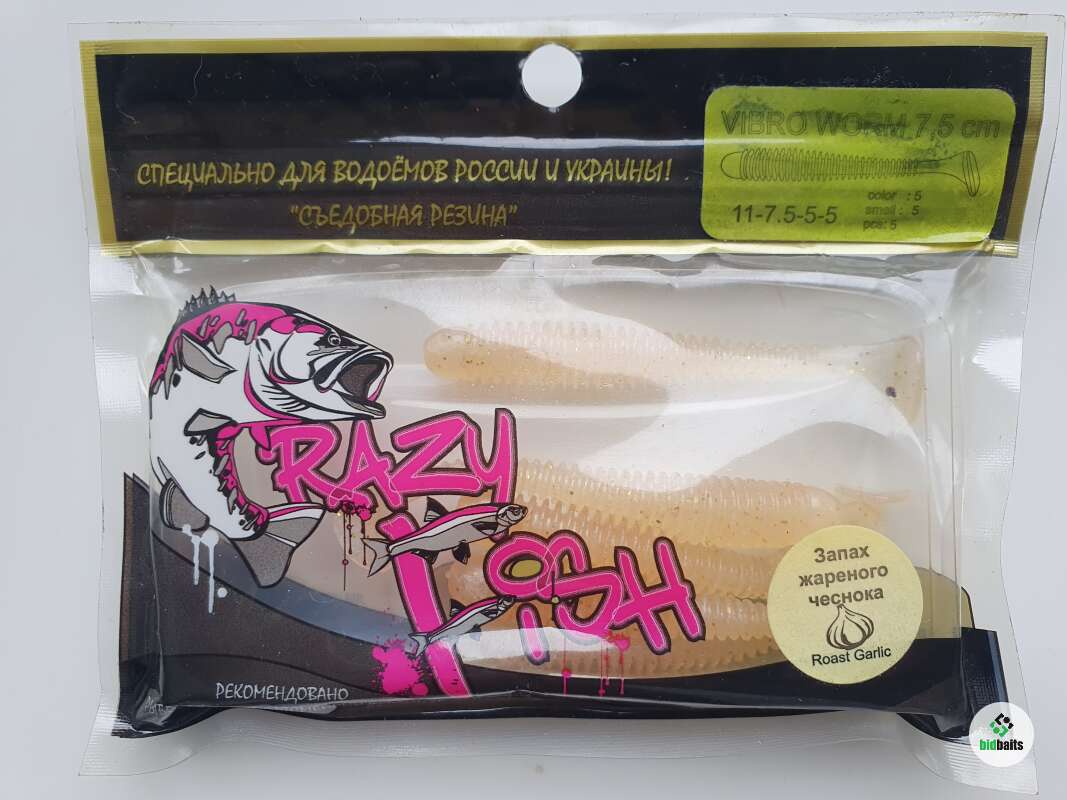 СПЕЦИАЛЬНО ДЛЯ ВОДОЁМОВ РОССИИ И УКРАИНЫ!
"СЪЕДОБНАЯ РЕЗИНА"
VIBRO WORM 7,5 cm
11-7.5-5-5
color : 5
smell : 5
pcs: 5
CRAZY
FISH
Запах
жареного
чеснока
Roast Garlic
РЕКОМЕНДОВАНО
bidbaits